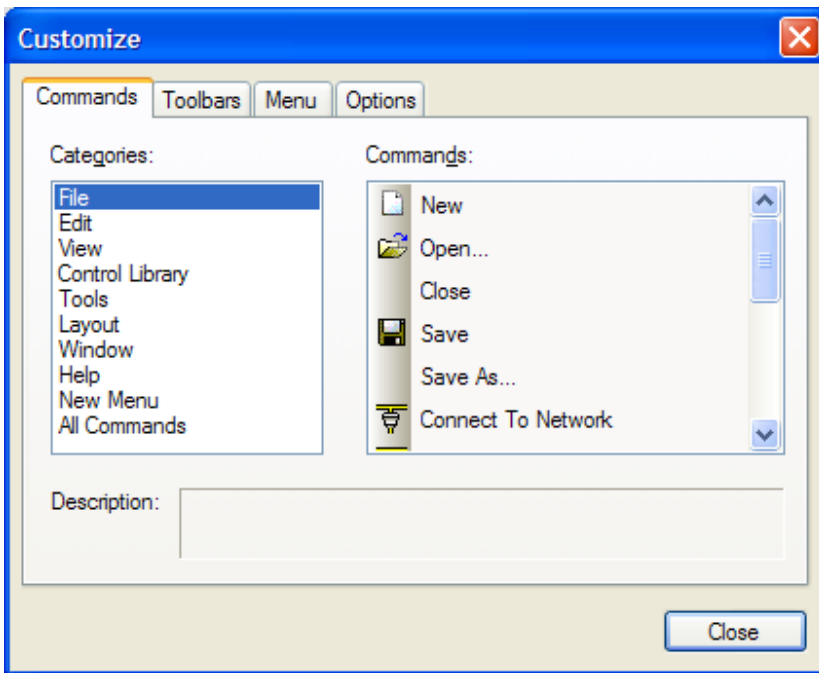 Customize
Commands
Toolbars
Menu
Options
Categories:
File
Edit
View
Control Library
Tools
Layout
Window
Help
New Menu
All Commands
Commands:
New
Open...
Close
Save
Save As...
Connect To Network
Description:
Close